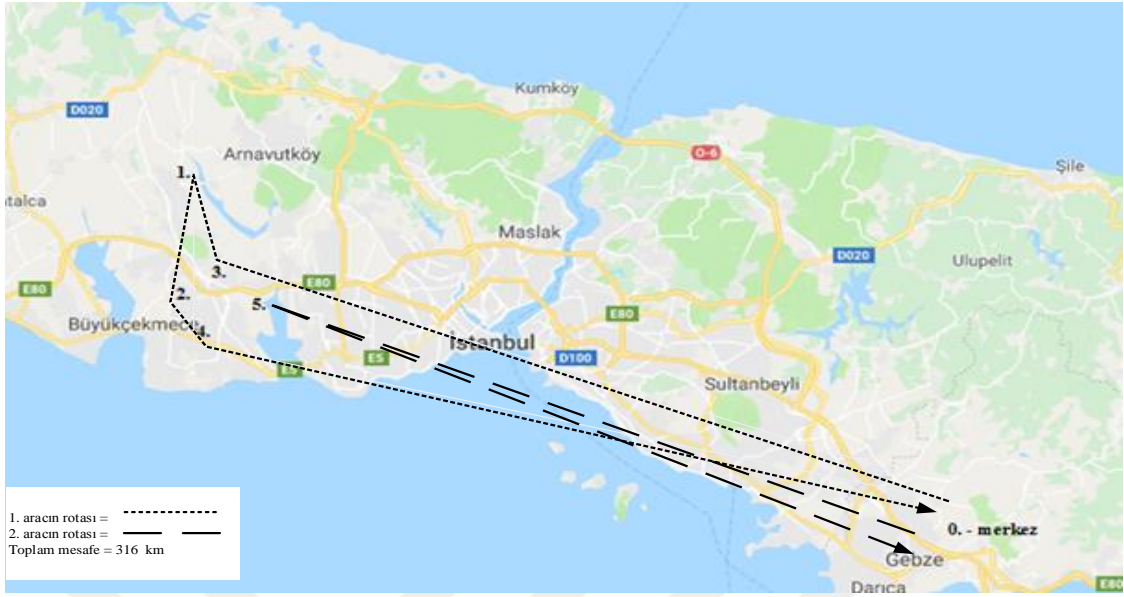 Kumköy
D020
O-6
Arnavutköy
Şile
1.
talca
Maslak
D020
Ulupelit
3.
E80
E80
2.
5.
E80
Büyükçekmece
4.
İstanbul
E5
D100
E5
Sultanbeyli
1. aracın rotası =
2. aracın rotası =
Toplam mesafe = 316 km
0. - merkez
Gebze
E80
Darıca